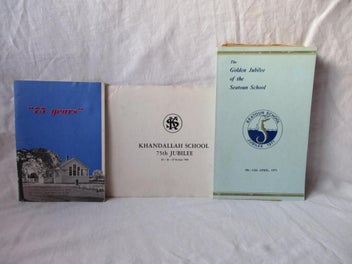 "75 years"
KHANDALLAH SCHOOL
75th JUBILEE
The
Golden Jubilee
of the
Seatoun School
SEATOUN SCHOOL